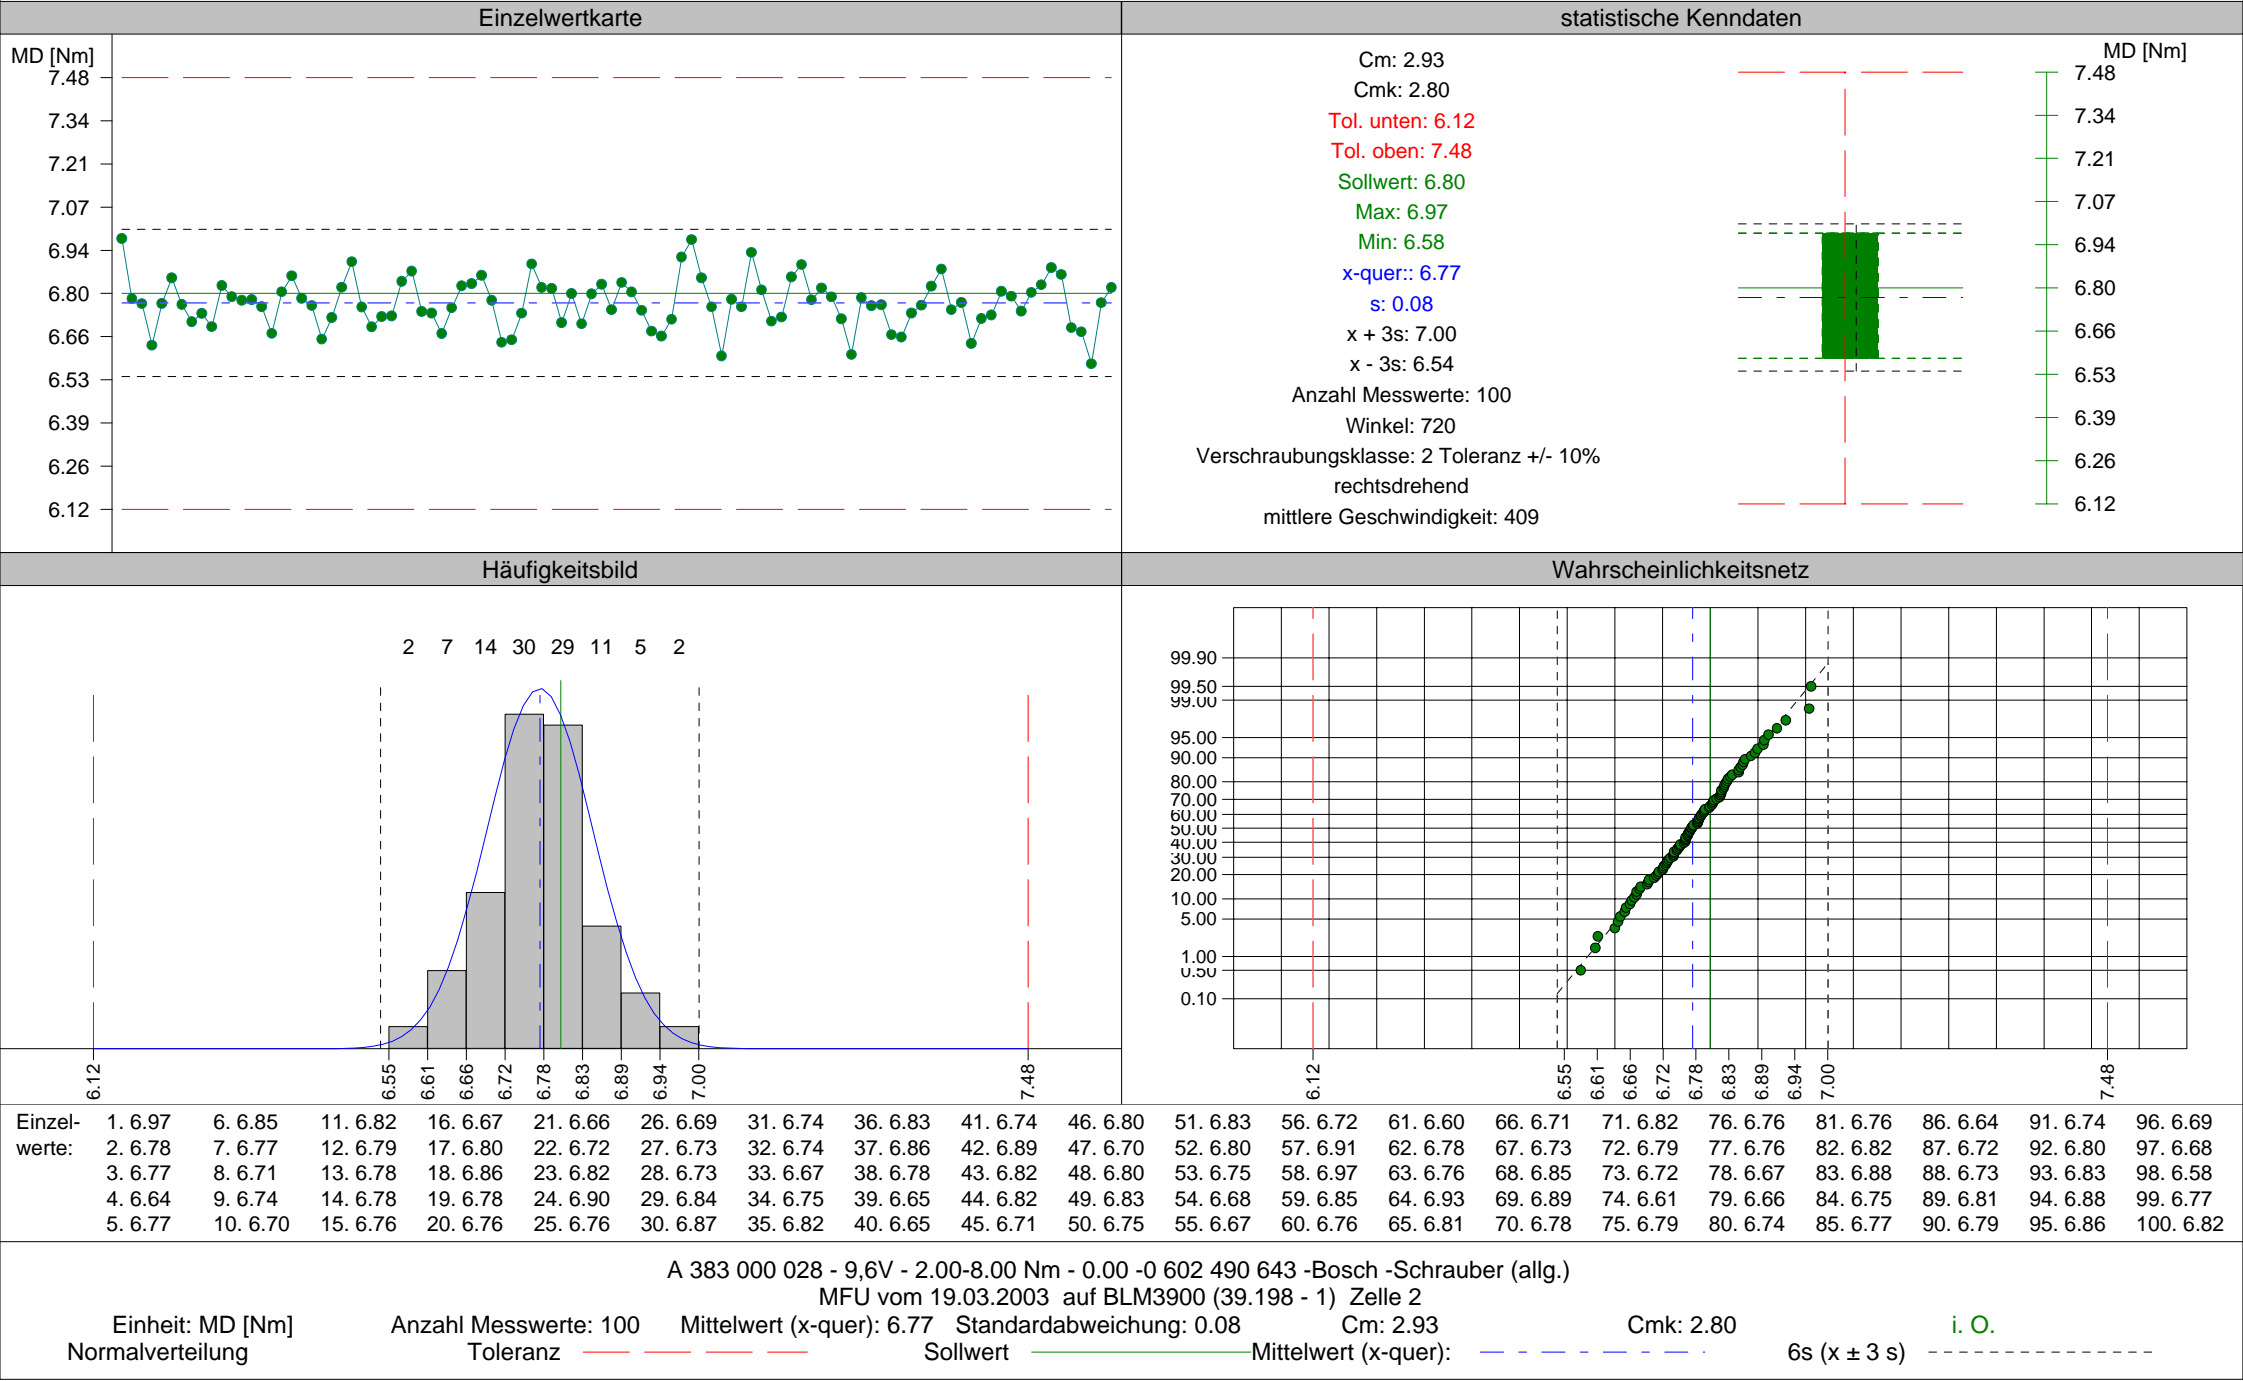 Einzelwertkarte
MD [Nm]
7.48
7.34
7.21
7.07
6.94
6.80
6.66
6.53
6.39
6.26
6.12
statistische Kenndaten
Cm: 2.93
Cmk: 2.80
Tol. unten: 6.12
Tol. oben: 7.48
Sollwert: 6.80
Max: 6.97
Min: 6.58
x-quer:: 6.77
s: 0.08
x + 3s: 7.00
x - 3s: 6.54
Anzahl Messwerte: 100
Winkel: 720
Verschraubungsklasse: 2 Toleranz +/- 10%
rechtsdrehend
mittlere Geschwindigkeit: 409
MD [Nm]
7.48
7.34
7.21
7.07
6.94
6.80
6.66
6.53
6.39
6.26
6.12
Häufigkeitsbild
2 7 14 30 29 11 5 2
6.12 6.55 6.61 6.66 6.72 6.78 6.83 6.89 6.94 7.00 7.48
Wahrscheinlichkeitsnetz
99.90
99.50
99.00
95.00
90.00
80.00
70.00
60.00
50.00
40.00
30.00
20.00
10.00
5.00
1.00
0.50
0.10
6.12 6.55 6.61 6.66 6.72 6.78 6.83 6.89 6.94 7.00 7.48
Einzel- 1. 6.97 6. 6.85 11. 6.82 16. 6.67 21. 6.66 26. 6.69 31. 6.74 36. 6.83 41. 6.74 46. 6.80 51. 6.83 56. 6.72 61. 6.60 66. 6.71 71. 6.82 76. 6.76 81. 6.76 86. 6.64 91. 6.74 96. 6.69
werte: 2. 6.78 7. 6.77 12. 6.79 17. 6.80 22. 6.72 27. 6.73 32. 6.74 37. 6.86 42. 6.89 47. 6.70 52. 6.80 57. 6.91 62. 6.78 67. 6.73 72. 6.79 77. 6.76 82. 6.82 87. 6.72 92. 6.80 97. 6.68
3. 6.77 8. 6.71 13. 6.78 18. 6.86 23. 6.82 28. 6.73 33. 6.67 38. 6.78 43. 6.82 48. 6.80 53. 6.75 58. 6.97 63. 6.76 68. 6.85 73. 6.72 78. 6.67 83. 6.88 88. 6.73 93. 6.83 98. 6.58
4. 6.64 9. 6.74 14. 6.78 19. 6.78 24. 6.90 29. 6.84 34. 6.75 39. 6.65 44. 6.82 49. 6.83 54. 6.68 59. 6.85 64. 6.93 69. 6.89 74. 6.61 79. 6.66 84. 6.75 89. 6.81 94. 6.88 99. 6.77
5. 6.77 10. 6.70 15. 6.76 20. 6.76 25. 6.76 30. 6.87 35. 6.82 40. 6.65 45. 6.71 50. 6.75 55. 6.67 60. 6.76 65. 6.81 70. 6.78 75. 6.79 80. 6.74 85. 6.77 90. 6.79 95. 6.86 100. 6.82
A 383 000 028 - 9,6V - 2.00-8.00 Nm - 0.00 -0 602 490 643 -Bosch -Schrauber (allg.)
MFU vom 19.03.2003 auf BLM3900 (39.198 - 1) Zelle 2
Einheit: MD [Nm] Anzahl Messwerte: 100 Mittelwert (x-quer): 6.77 Standardabweichung: 0.08 Cm: 2.93 Cmk: 2.80 i. O.
Normalverteilung Toleranz Sollwert Mittelwert (x-quer): 6s (x ± 3 s)